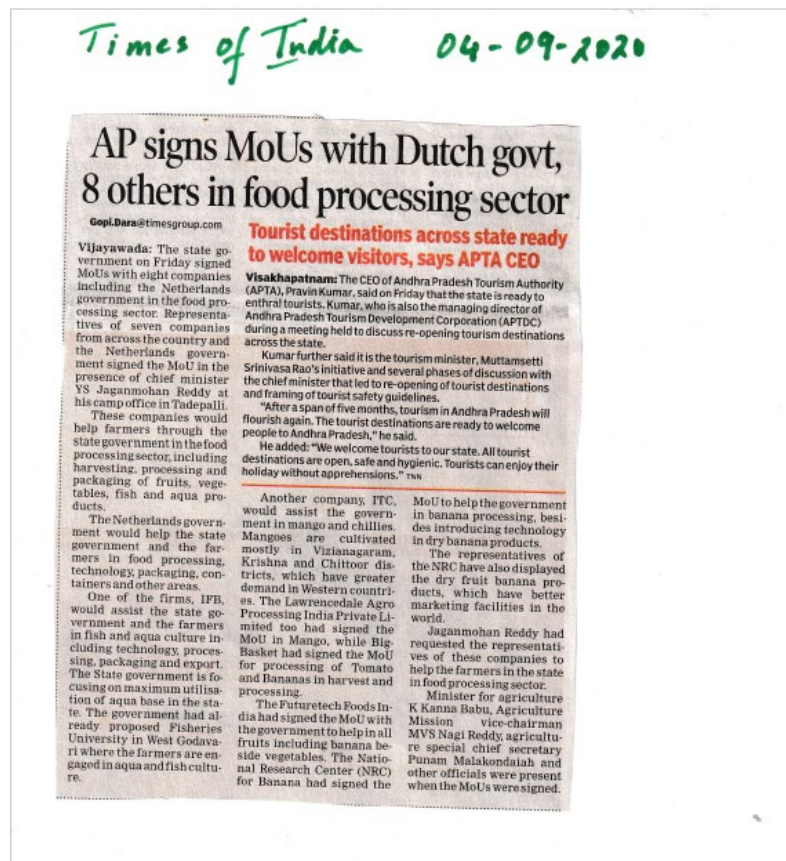 Times of India 04-09-2020
AP signs MoUs with Dutch govt,
8 others in food processing sector
Gopi.Dara@timesgroup.com
Vijayawada: The state go-
vernment on Friday signed
MoUs with eight companies
including the Netherlands
government in the food pro-
cessing sector. Representa-
tives of seven companies
from across the country and
the Netherlands govern-
ment signed the MoU in the
presence of chief minister
YS Jaganmohan Reddy at
his camp office in Tadepalli.
These companies would
help farmers through the
state government in the food
processing sector, including
harvesting, processing and
packaging of fruits, vege-
tables, fish and aqua pro-
ducts.
The Netherlands govern-
ment would help the state
government and the far-
mers in food processing,
technology, packaging, con-
tainers and other areas.
One of the firms, IFB,
would assist the state go-
vernment and the farmers
in fish and aqua culture in-
cluding technology, proces-
sing, packaging and export.
The State government is fo-
cusing on maximum utilisa-
tion of aqua base in the sta-
te. The government had al-
ready proposed Fisheries
University in West Godava-
ri where the farmers are en-
gaged in aqua and fish cultu-
re.
Tourist destinations across state ready
to welcome visitors, says APTA CEO
Visakhapatnam: The CEO of Andhra Pradesh Tourism Authority
(APTA), Pravin Kumar, said on Friday that the state is ready to
enthral tourists. Kumar, who is also the managing director of
Andhra Pradesh Tourism Development Corporation (APTDC)
during a meeting held to discuss re-opening tourism destinations
across the state.
Kumar further said it is the tourism minister, Muttamsetti
Srinivasa Rao's initiative and several phases of discussion with
the chief minister that led to re-opening of tourist destinations
and framing of tourist safety guidelines.
"After a span of five months, tourism in Andhra Pradesh will
flourish again. The tourist destinations are ready to welcome
people to Andhra Pradesh," he said.
He added: "We welcome tourists to our state. All tourist
destinations are open, safe and hygienic. Tourists can enjoy their
holiday without apprehensions." TNN
Another company, ITC,
would assist the govern-
ment in mango and chillies.
Mangoes are cultivated
mostly in Vizianagaram,
Krishna and Chittoor dis-
tricts, which have greater
demand in Western countri-
es. The Lawrencedale Agro
Processing India Private Li-
mited too had signed the
MoU in Mango, while Big-
Basket had signed the MoU
for processing of Tomato
and Bananas in harvest and
processing.
The Futuretech Foods In-
dia had signed the MoU with
the government to help in all
fruits including banana be-
side vegetables. The Natio-
nal Research Center (NRC)
for Banana had signed the
MoU to help the government
in banana processing, besi-
des introducing technology
in dry banana products.
The representatives of
the NRC have also displayed
the dry fruit banana pro-
ducts, which have better
marketing facilities in the
world.
Jaganmohan Reddy had
requested the representati-
ves of these companies to
help the farmers in the state
in food processing sector.
Minister for agriculture
K Kanna Babu, Agriculture
Mission vice-chairman
MVS Nagi Reddy, agricultu-
re special chief secretary
Punam Malakondaiah and
other officials were present
when the MoUs were signed.